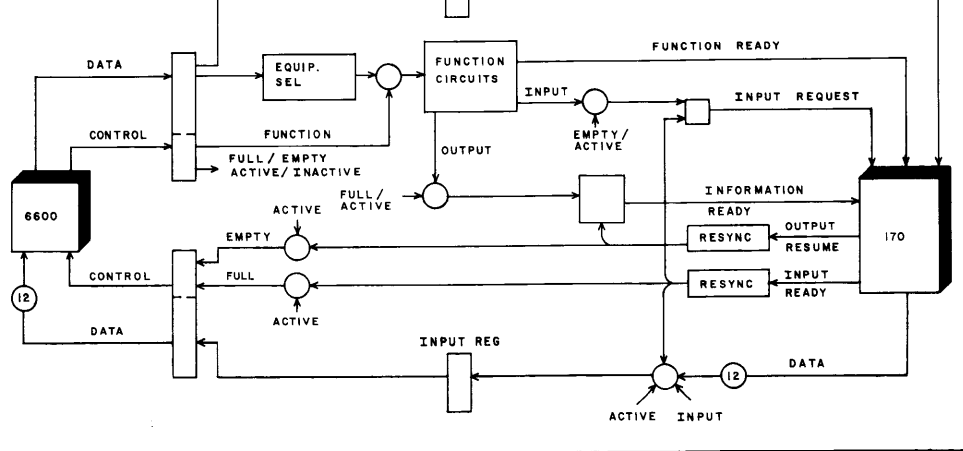 FUNCTION READY
DATA
EQUIP.
SEL
FUNCTION
CIRCUITS
INPUT
INPUT REQUEST
CONTROL
FUNCTION
EMPTY/
ACTIVE
FULL/EMPTY
ACTIVE/INACTIVE
OUTPUT
6600
FULL/
ACTIVE
INFORMATION
READY
170
ACTIVE
EMPTY
RESYNC
OUTPUT
RESUME
CONTROL
FULL
RESYNC
INPUT
READY
12
ACTIVE
DATA
INPUT REG
DATA
12
ACTIVE
INPUT